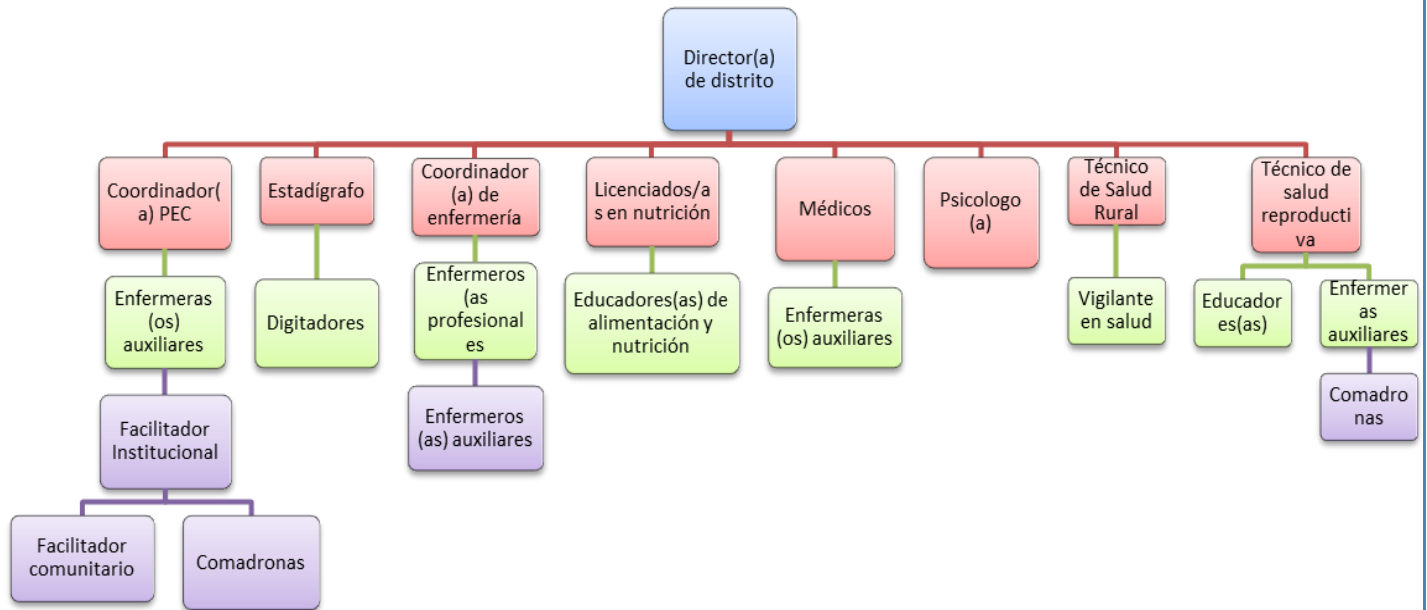 Director(a)
de distrito
Coordinador(
a) PEC
Estadígrafo
Coordinador
(a) de
enfermería
Licenciados/a
s en nutrición
Médicos
Psicologo
(a)
Técnico
de Salud
Rural
Técnico de
salud
reproducti
va
Enfermeras
(os)
auxiliares
Digitadores
Enfermeros
(as
profesional
es
Educadores(as) de
alimentación y
nutrición
Enfermeras
(os) auxiliares
Vigilante
en salud
Educador
es(as)
Enfermer
as
auxiliares
Facilitador
Institucional
Enfermeros
(as) auxiliares
Comadro
nas
Facilitador
comunitario
Comadronas